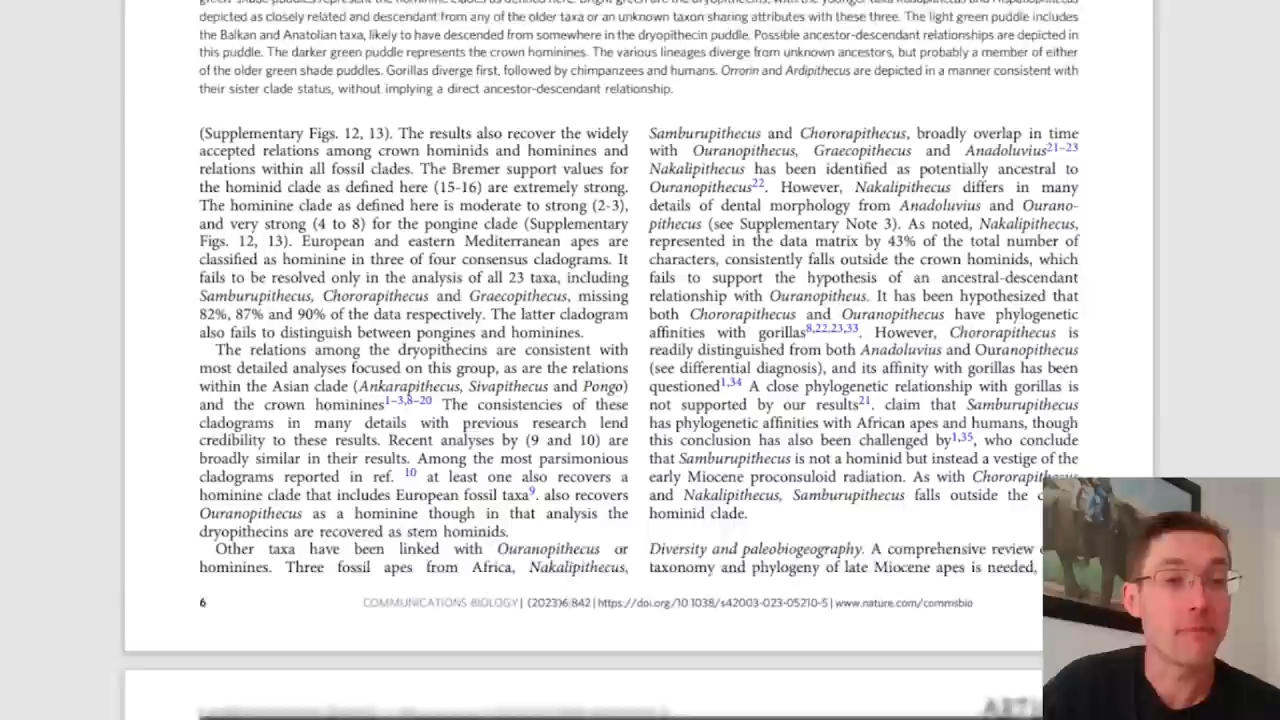 depicted as closely related and descendant from any of the older taxa or an unknown taxon sharing attributes with these three. The light green puddle includes
the Balkan and Anatolian taxa, likely to have descended from somewhere in the dryopithecin puddle. Possible ancestor-descendant relationships are depicted in
this puddle. The darker green puddle represents the crown hominines. The various lineages diverge from unknown ancestors, but probably a member of either
of the older green shade puddles. Gorillas diverge first, followed by chimpanzees and humans. Orrorin and Ardipithecus are depicted in a manner consistent with
their sister clade status, without implying a direct ancestor-descendant relationship.
(Supplementary Figs. 12, 13). The results also recover the widely
accepted relations among crown hominids and hominines and
relations within all fossil clades. The Bremer support values for
the hominid clade as defined here (15-16) are extremely strong.
The hominine clade as defined here is moderate to strong (2-3),
and very strong (4 to 8) for the pongine clade (Supplementary
Figs. 12, 13). European and eastern Mediterranean apes are
classified as hominine in three of four consensus cladograms. It
fails to be resolved only in the analysis of all 23 taxa, including
Samburupithecus, Chororapithecus and Graecopithecus, missing
82%, 87% and 90% of the data respectively. The latter cladogram
also fails to distinguish between pongines and hominines.
The relations among the dryopithecins are consistent with
most detailed analyses focused on this group, as are the relations
within the Asian clade (Ankarapithecus, Sivapithecus and Pongo)
and the crown hominines1–3,8–20 The consistencies of these
cladograms in many details with previous research lend
credibility to these results. Recent analyses by (9 and 10) are
broadly similar in their results. Among the most parsimonious
cladograms reported in ref. 10 at least one also recovers a
hominine clade that includes European fossil taxa9. also recovers
Ouranopithecus as a hominine though in that analysis the
dryopithecins are recovered as stem hominids.
Other taxa have been linked with Ouranopithecus or
hominines. Three fossil apes from Africa, Nakalipithecus,
Samburupithecus and Chororapithecus, broadly overlap in time
with Ouranopithecus, Graecopithecus and Anadoluvius21–23
Nakalipithecus has been identified as potentially ancestral to
Ouranopithecus22. However, Nakalipithecus differs in many
details of dental morphology from Anadoluvius and Ourano-
pithecus (see Supplementary Note 3). As noted, Nakalipithecus,
represented in the data matrix by 43% of the total number of
characters, consistently falls outside the crown hominids, which
fails to support the hypothesis of an ancestral-descendant
relationship with Ouranopitheus. It has been hypothesized that
both Chororapithecus and Ouranopithecus have phylogenetic
affinities with gorillas8,22,23,33. However, Chororapithecus is
readily distinguished from both Anadoluvius and Ouranopithecus
(see differential diagnosis), and its affinity with gorillas has been
questioned1,34 A close phylogenetic relationship with gorillas is
not supported by our results21. claim that Samburupithecus
has phylogenetic affinities with African apes and humans, though
this conclusion has also been challenged by1,35, who conclude
that Samburupithecus is not a hominid but instead a vestige of the
early Miocene proconsuloid radiation. As with Chororapithecus
and Nakalipithecus, Samburupithecus falls outside the
hominid clade.
Diversity and paleobiogeography. A comprehensive review
taxonomy and phylogeny of late Miocene apes is needed,
6 COMMUNICATIONS BIOLOGY | (2023)6:842 | https://doi.org/10.1038/s42003-023-05210-5 | www.nature.com/commsbio